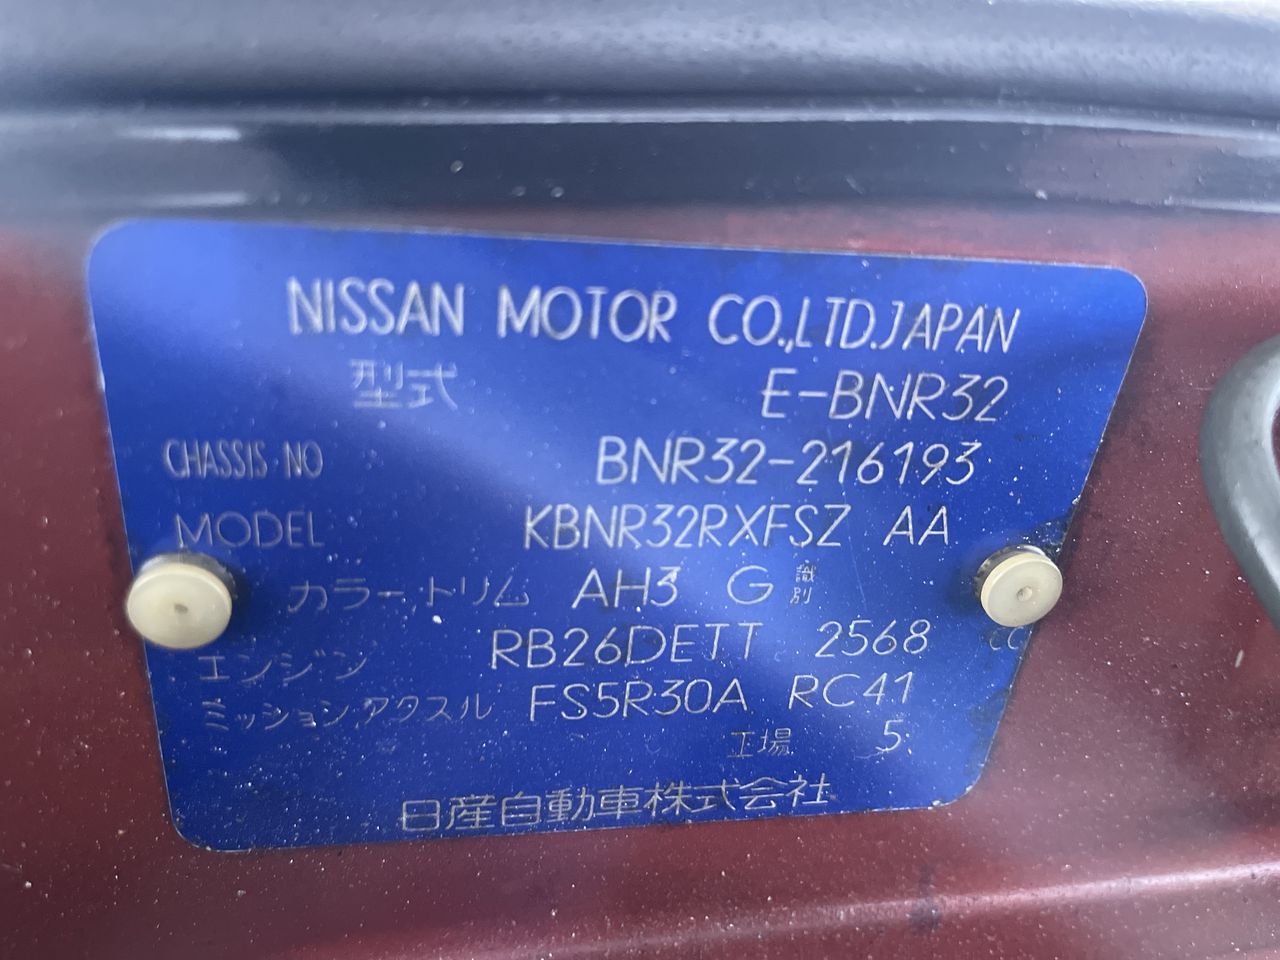 NISSAN MOTOR CO.,LTD.JAPAN
型式 E-BNR32
CHASSIS NO BNR32-216193
MODEL KBNR32RXFSZ AA
カラー,トリム AH3 G 識別
エンジン RB26DETT 2568 CC
ミッション,アクスル FS5R30A RC41
工場 5
日産自動車株式会社